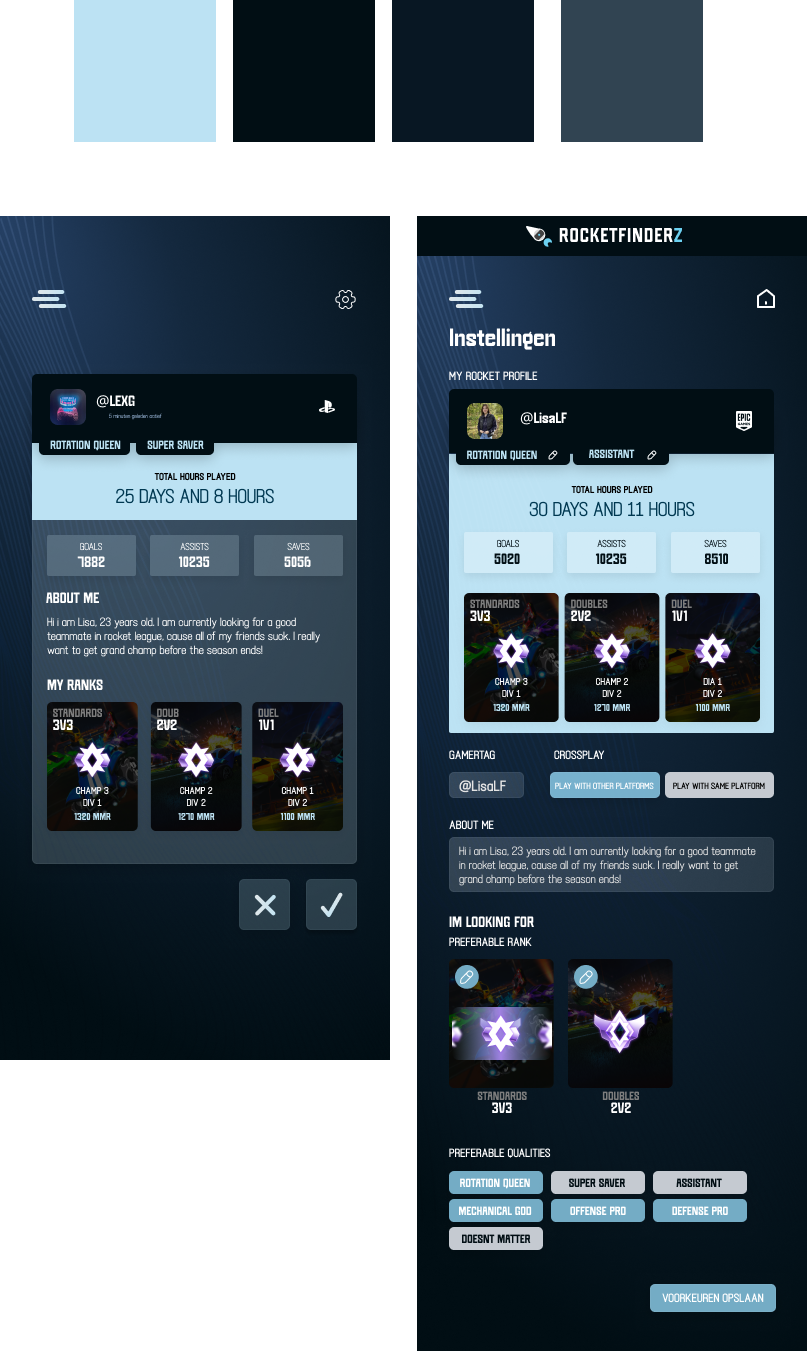 @LEXG
5 minuten geleden actief
ROTATION QUEEN
SUPER SAVER
TOTAL HOURS PLAYED
25 DAYS AND 8 HOURS
GOALS
7882
ASSISTS
10235
SAVES
5056
ABOUT ME
Hi i am Lisa, 23 years old. I am currently looking for a good
teammate in rocket league, cause all of my friends suck. I really
want to get grand champ before the season ends!
MY RANKS
STANDARDS
3V3
CHAMP 3
DIV 1
1320 MMR
DOUB
2V2
CHAMP 2
DIV 2
1270 MMR
DUEL
1V1
CHAMP 1
DIV 2
1100 MMR
ROCKETFINDERZ
Instellingen
MY ROCKET PROFILE
@LisaLF
EPIC
GAMES
ROTATION QUEEN
ASSISTANT
TOTAL HOURS PLAYED
30 DAYS AND 11 HOURS
GOALS
5020
ASSISTS
10235
SAVES
8510
STANDARDS
3V3
CHAMP 3
DIV 1
1320 MMR
DOUBLES
2V2
CHAMP 2
DIV 2
1270 MMR
DUEL
1V1
DIA 1
DIV 2
1100 MMR
GAMERTAG
CROSSPLAY
@LisaLF
PLAY WITH OTHER PLATFORMS
PLAY WITH SAME PLATFORM
ABOUT ME
Hi i am Lisa, 23 years old. I am currently looking for a good teammate
in rocket league, cause all of my friends suck. I really want to get
grand champ before the season ends!
IM LOOKING FOR
PREFERABLE RANK
STANDARDS
3V3
DOUBLES
2V2
PREFERABLE QUALITIES
ROTATION QUEEN
SUPER SAVER
ASSISTANT
MECHANICAL GOD
OFFENSE PRO
DEFENSE PRO
DOESNT MATTER
VOORKEUREN OPSLAAN